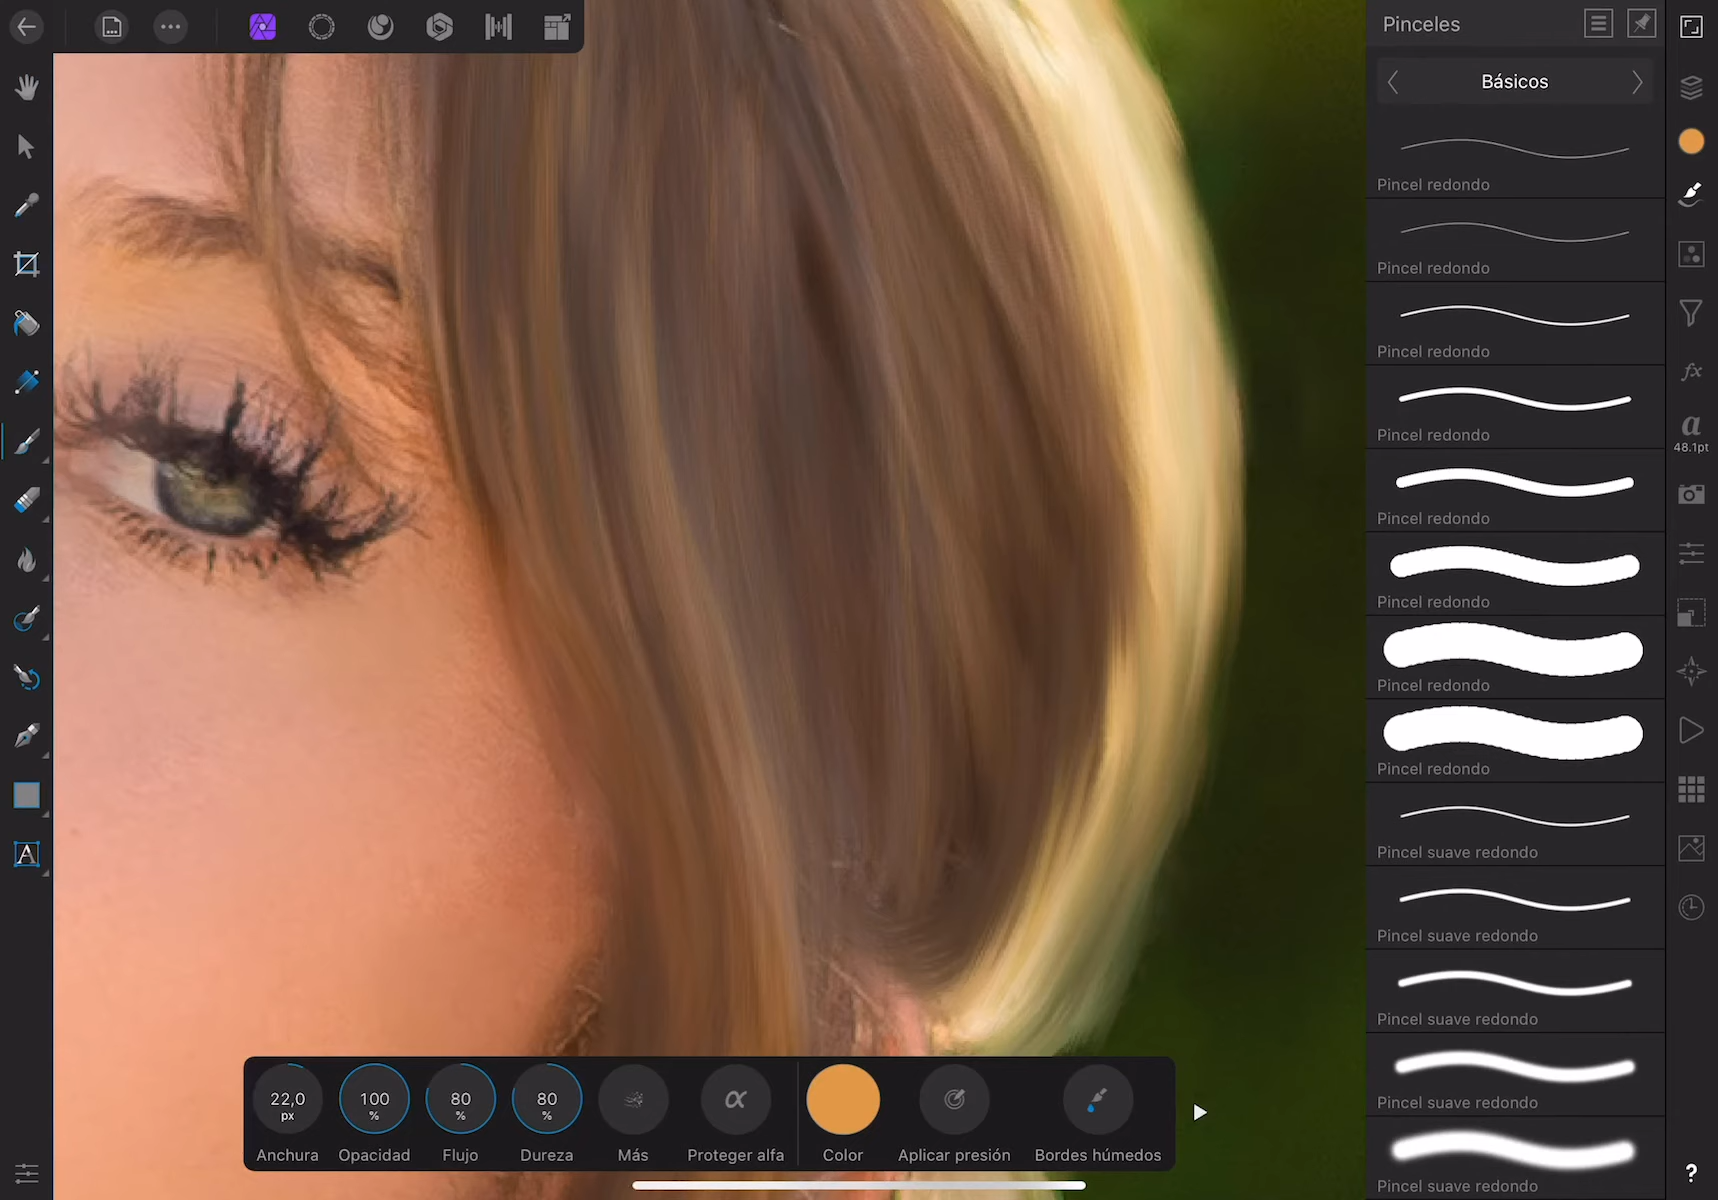 Pinceles
Básicos
Pincel redondo
Pincel redondo
Pincel redondo
Pincel redondo
Pincel redondo
Pincel redondo
Pincel redondo
Pincel redondo
Pincel suave redondo
Pincel suave redondo
Pincel suave redondo
Pincel suave redondo
Pincel suave redondo
fx
a
48.1pt
?
A
22,0 px
100 %
80 %
80 %
α
Anchura
Opacidad
Flujo
Dureza
Más
Proteger alfa
Color
Aplicar presión
Bordes húmedos